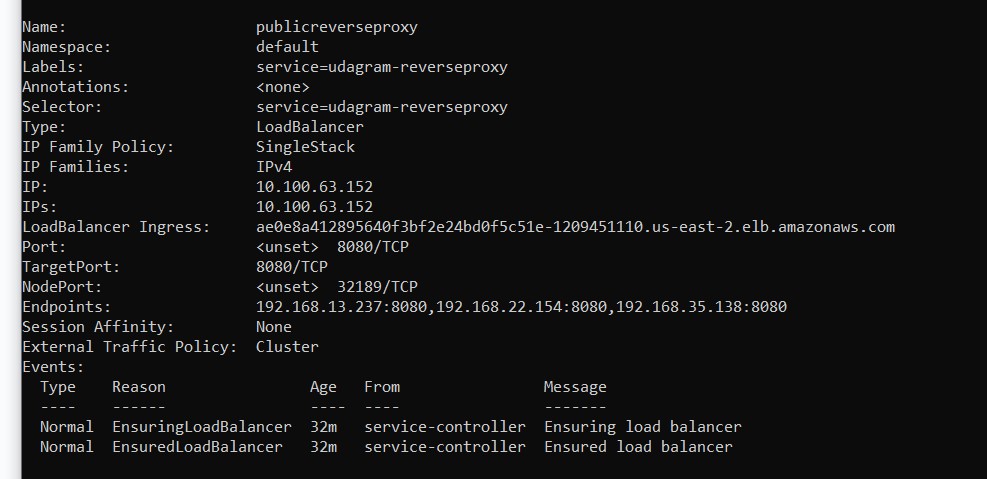 Name: publicreverseproxy
Namespace: default
Labels: service=udagram-reverseproxy
Annotations: <none>
Selector: service=udagram-reverseproxy
Type: LoadBalancer
IP Family Policy: SingleStack
IP Families: IPv4
IP: 10.100.63.152
IPs: 10.100.63.152
LoadBalancer Ingress: ae0e8a412895640f3bf2e24bd0f5c51e-1209451110.us-east-2.elb.amazonaws.com
Port: <unset> 8080/TCP
TargetPort: 8080/TCP
NodePort: <unset> 32189/TCP
Endpoints: 192.168.13.237:8080,192.168.22.154:8080,192.168.35.138:8080
Session Affinity: None
External Traffic Policy: Cluster
Events:
Type Reason Age From Message
---- ------ ---- ---- -------
Normal EnsuringLoadBalancer 32m service-controller Ensuring load balancer
Normal EnsuredLoadBalancer 32m service-controller Ensured load balancer